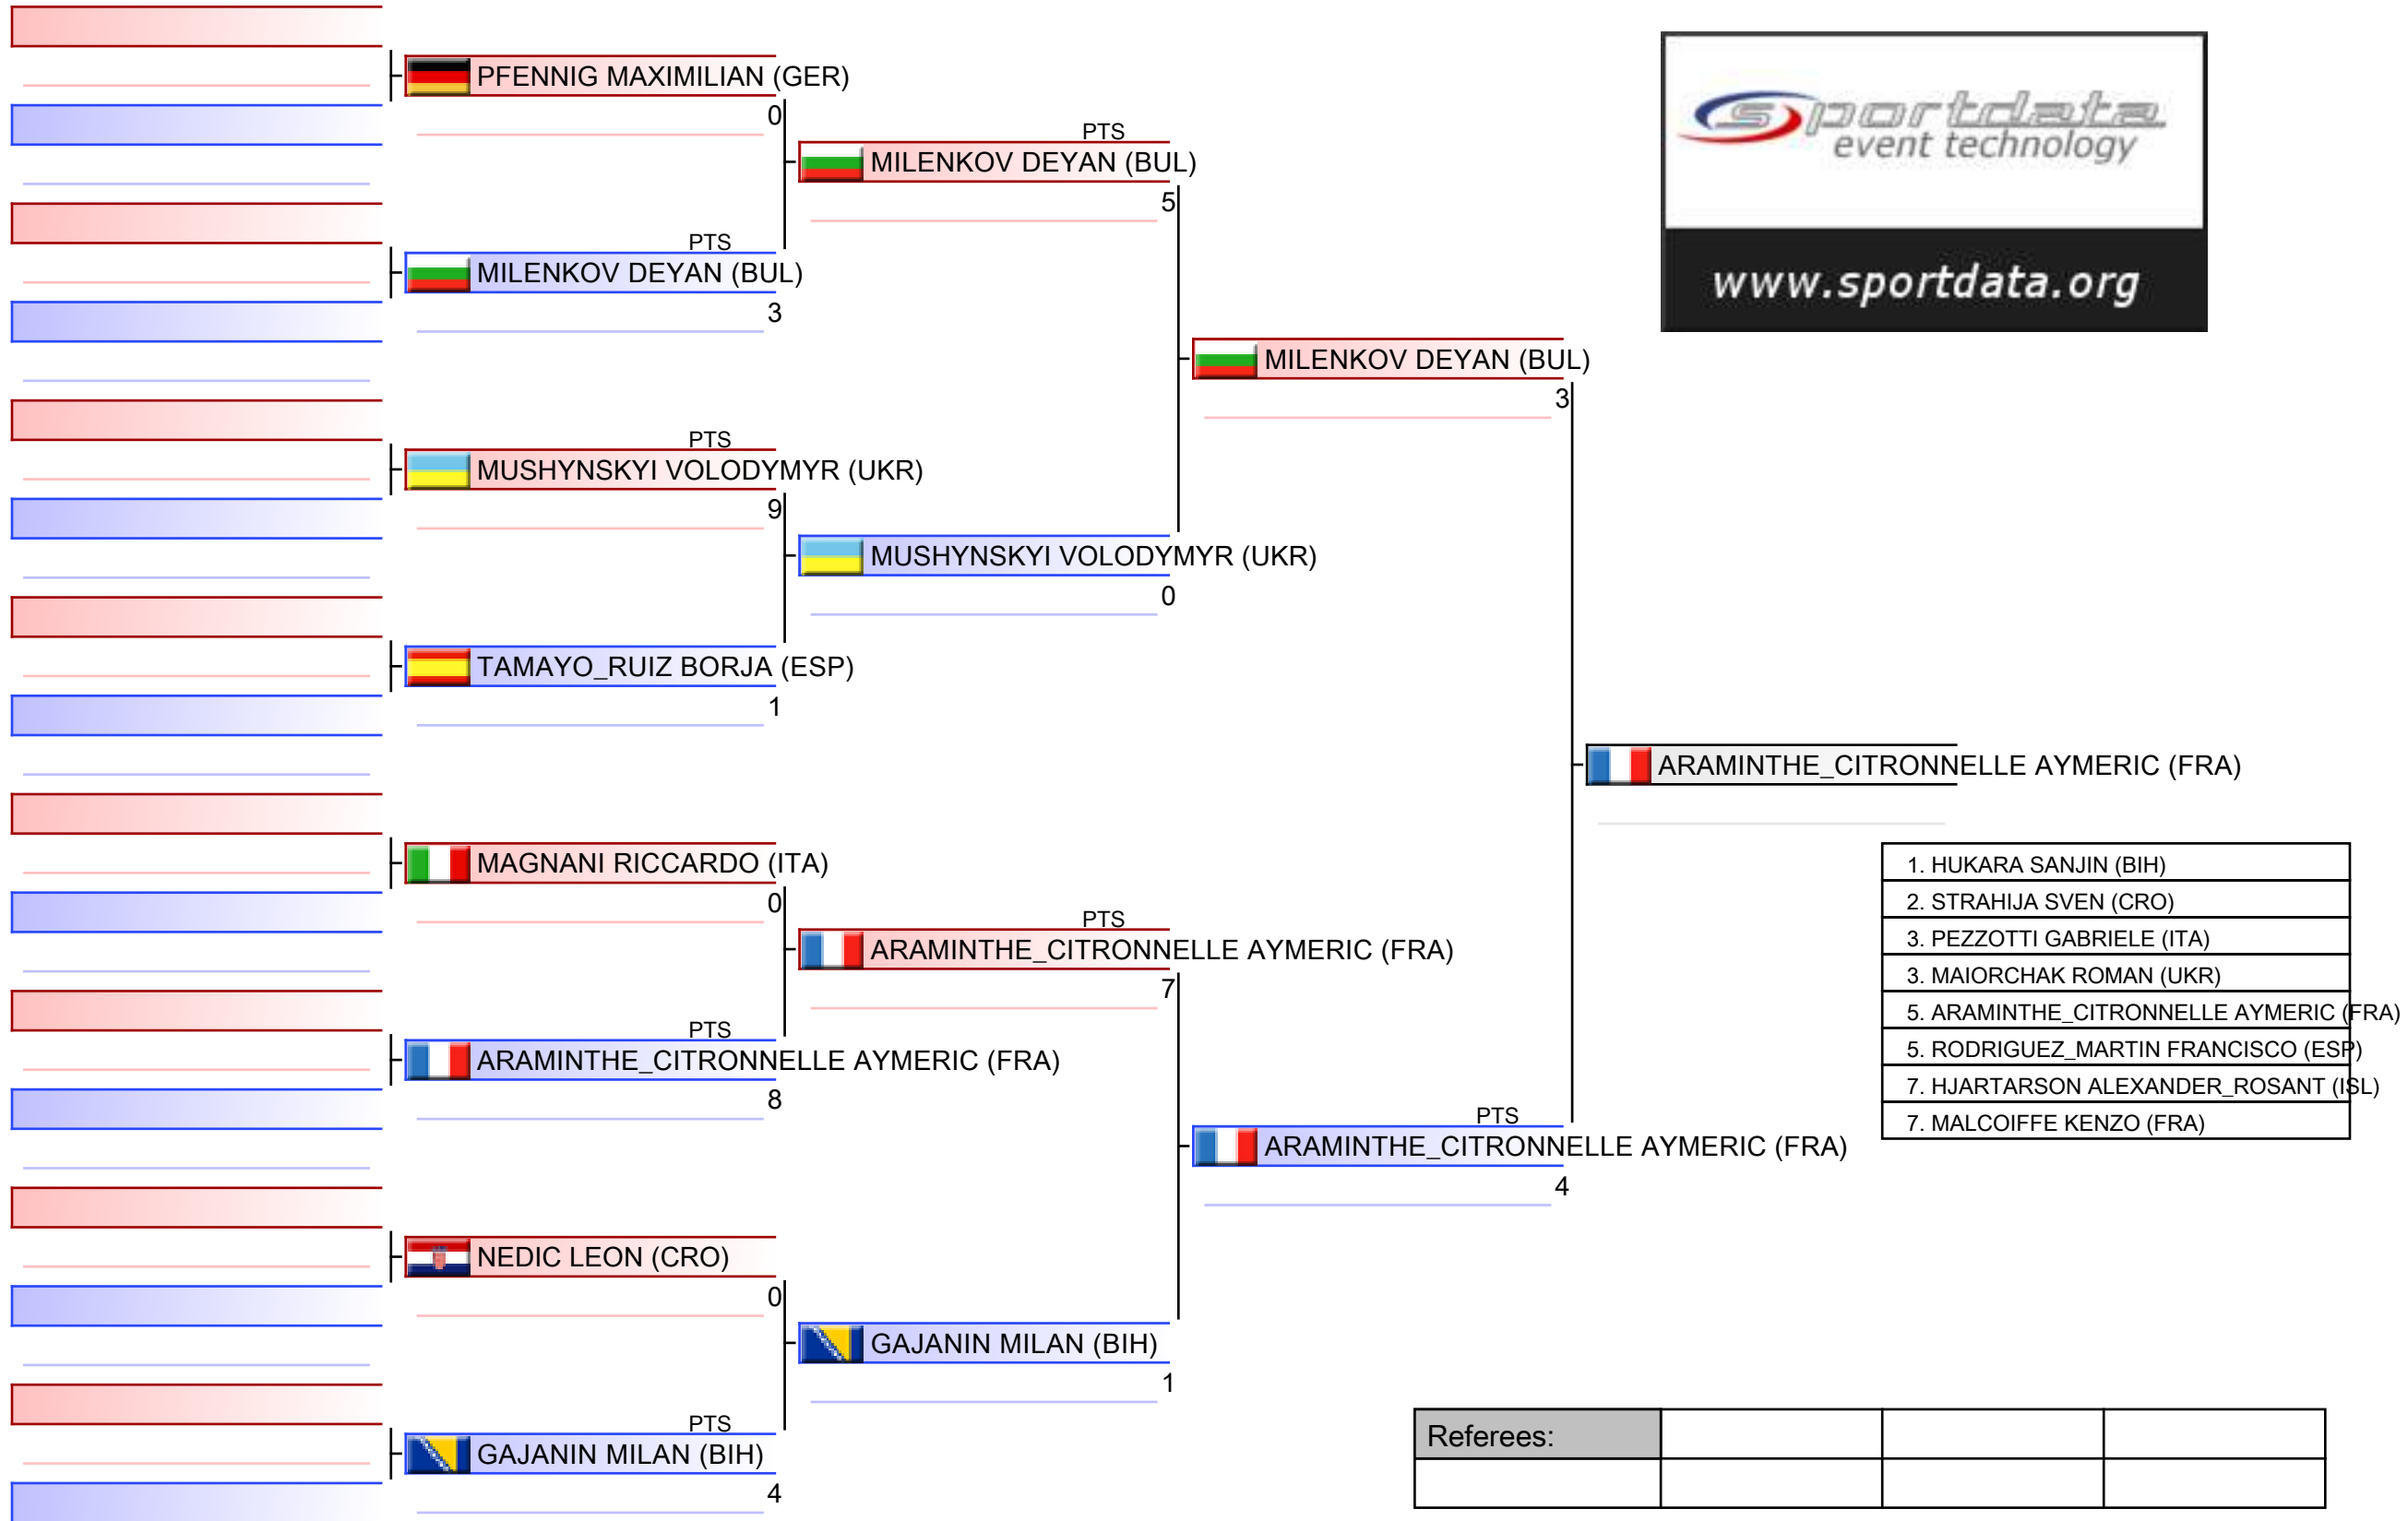 PFENNIG MAXIMILIAN (GER)
0
PTS
MILENKOV DEYAN (BUL)
5
PTS
MILENKOV DEYAN (BUL)
3
MILENKOV DEYAN (BUL)
3
PTS
MUSHYNSKYI VOLODYMYR (UKR)
9
MUSHYNSKYI VOLODYMYR (UKR)
0
TAMAYO_RUIZ BORJA (ESP)
1
ARAMINTHE_CITRONNELLE AYMERIC (FRA)
MAGNANI RICCARDO (ITA)
0
PTS
ARAMINTHE_CITRONNELLE AYMERIC (FRA)
7
PTS
ARAMINTHE_CITRONNELLE AYMERIC (FRA)
8
PTS
ARAMINTHE_CITRONNELLE AYMERIC (FRA)
4
NEDIC LEON (CRO)
0
GAJANIN MILAN (BIH)
1
PTS
GAJANIN MILAN (BIH)
4
sportdata
event technology
www.sportdata.org
1. HUKARA SANJIN (BIH)
2. STRAHIJA SVEN (CRO)
3. PEZZOTTI GABRIELE (ITA)
3. MAIORCHAK ROMAN (UKR)
5. ARAMINTHE_CITRONNELLE AYMERIC (FRA)
5. RODRIGUEZ_MARTIN FRANCISCO (ESP)
7. HJARTARSON ALEXANDER_ROSANT (ISL)
7. MALCOIFFE KENZO (FRA)
Referees: